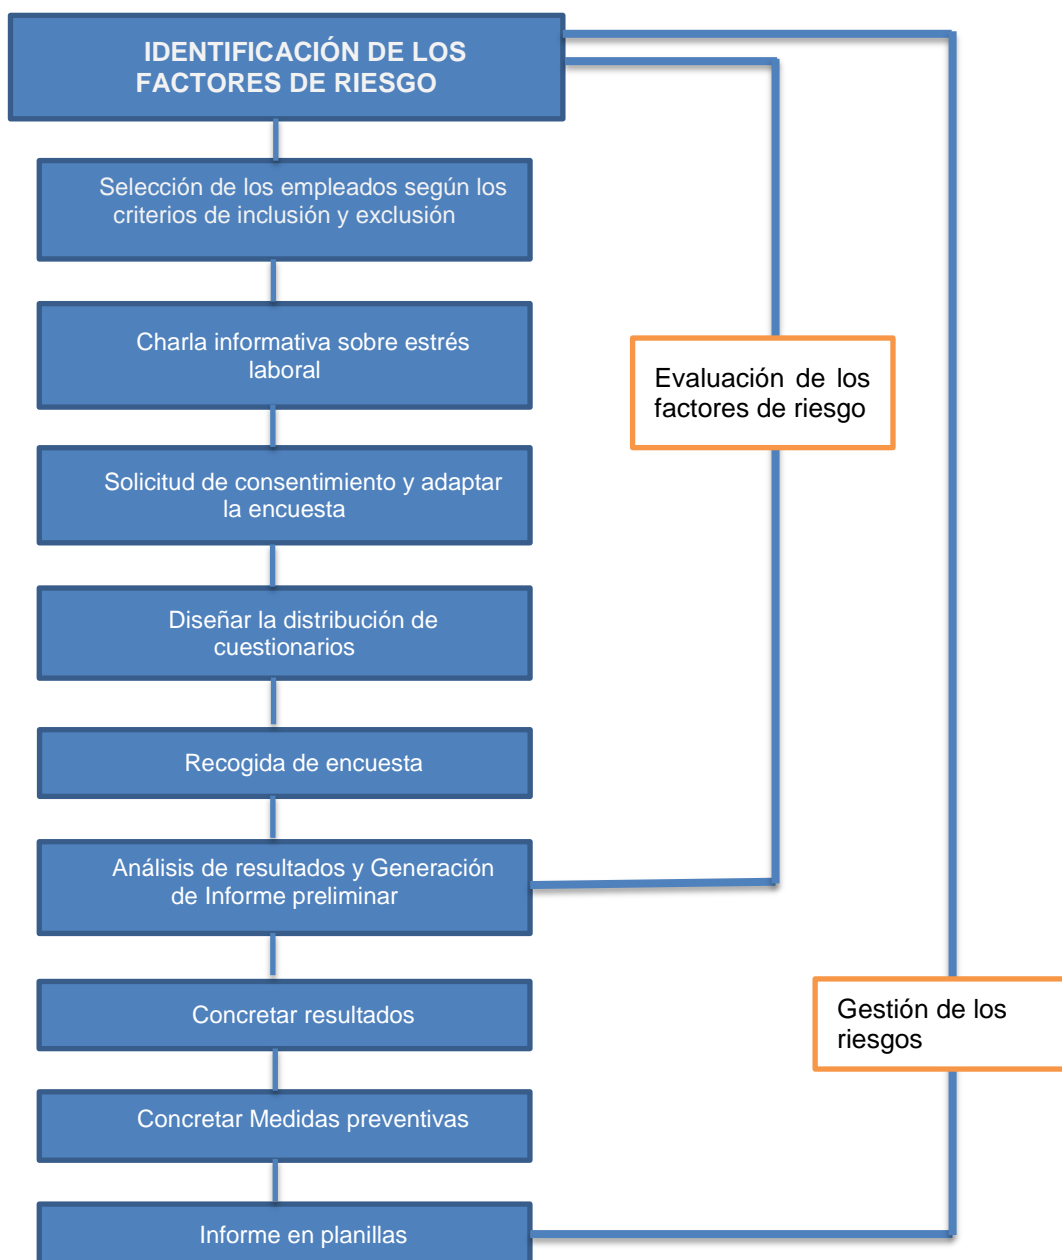 IDENTIFICACIÓN DE LOS
FACTORES DE RIESGO
Selección de los empleados según los
criterios de inclusión y exclusión
Charla informativa sobre estrés
laboral
Evaluación de los
factores de riesgo
Solicitud de consentimiento y adaptar
la encuesta
Diseñar la distribución de
cuestionarios
Recogida de encuesta
Análisis de resultados y Generación
de Informe preliminar
Concretar resultados
Gestión de los
riesgos
Concretar Medidas preventivas
Informe en planillas